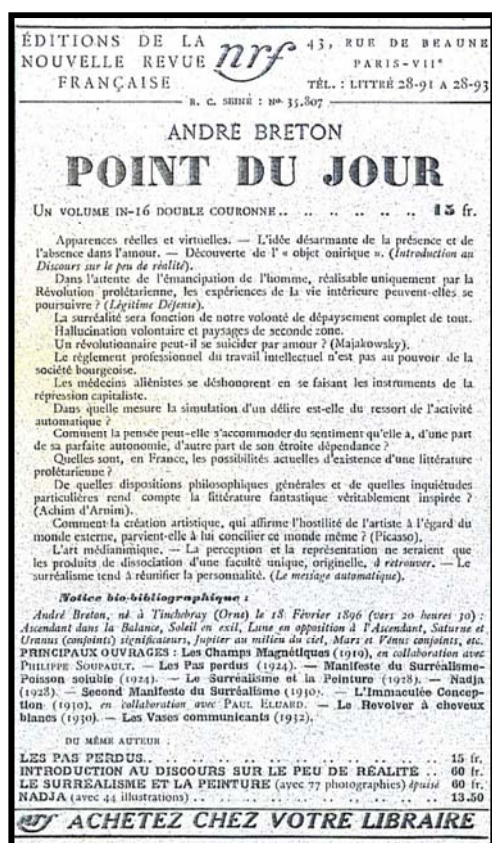 ÉDITIONS DE LA
NOUVELLE REVUE
FRANÇAISE
nrf
43, RUE DE BEAUNE
PARIS-VIIe
TÉL. : LITTRÉ 28-91 A 28-93
R. C. SEINE : No 35.807
ANDRÉ BRETON
POINT DU JOUR
UN VOLUME IN-16 DOUBLE COURONNE.. .. .. .. .. .. 15 fr.
Apparences réelles et virtuelles. — L'idée désarmante de la présence et de
l'absence dans l'amour. — Découverte de l' « objet onirique ». (Introduction au
Discours sur le peu de réalité).
Dans l'attente de l'émancipation de l'homme, réalisable uniquement par la
Révolution prolétarienne, les expériences de la vie intérieure peuvent-elles se
poursuivre ? (Légitime Défense).
La surréalité sera fonction de notre volonté de dépaysement complet de tout.
Hallucination volontaire et paysages de seconde zone.
Un révolutionnaire peut-il se suicider par amour ? (Majakowsky).
Le règlement professionnel du travail intellectuel n'est pas au pouvoir de la
société bourgeoise.
Les médecins aliénistes se déshonorent en se faisant les instruments de la
répression capitaliste.
Dans quelle mesure la simulation d'un délire est-elle du ressort de l'activité
automatique ?
Comment la pensée peut-elle s'accommoder du sentiment qu'elle a, d'une part
de sa parfaite autonomie, d'autre part de son étroite dépendance ?
Quelles sont, en France, les possibilités actuelles d'existence d'une littérature
prolétarienne ?
De quelles dispositions philosophiques générales et de quelles inquiétudes
particulières rend compte la littérature fantastique véritablement inspirée ?
(Achim d'Arnim).
Comment la création artistique, qui affirme l'hostilité de l'artiste à l'égard du
monde externe, parvient-elle à lui concilier ce monde même ? (Picasso).
L'art médianimique. — La perception et la représentation ne seraient que
les produits de dissociation d'une faculté unique, originelle, à retrouver. — Le
surréalisme tend à réunifier la personnalité. (Le message automatique).
Notice bio-bibliographique :
André Breton, né à Tinchebray (Orne) le 18 Février 1896 (vers 20 heures 30) :
Ascendant dans la Balance, Soleil en exil, Lune en opposition à l'Ascendant, Saturne et
Uranus (conjoints) significateurs, Jupiter au milieu du ciel, Mars et Vénus conjoints, etc.
PRINCIPAUX OUVRAGES : Les Champs Magnétiques (1919), en collaboration avec
PHILIPPE SOUPAULT. — Les Pas perdus (1924). — Manifeste du Surréalisme-
Poisson soluble (1924). — Le Surréalisme et la Peinture (1928). — Nadja
(1928). — Second Manifeste du Surréalisme (1930). — L'Immaculée Concep-
tion (1930), en collaboration avec PAUL ELUARD. — Le Revolver à cheveux
blancs (1930). — Les Vases communicants (1932).
DU MÊME AUTEUR :
LES PAS PERDUS.. .. .. .. .. .. .. .. .. 15 fr.
INTRODUCTION AU DISCOURS SUR LE PEU DE RÉALITÉ .. 60 fr.
LE SURRÉALISME ET LA PEINTURE (avec 77 photographies) épuisé 60 fr.
NADJA (avec 44 illustrations) .. .. .. .. .. .. .. 13.50
nrf ACHETEZ CHEZ VOTRE LIBRAIRE